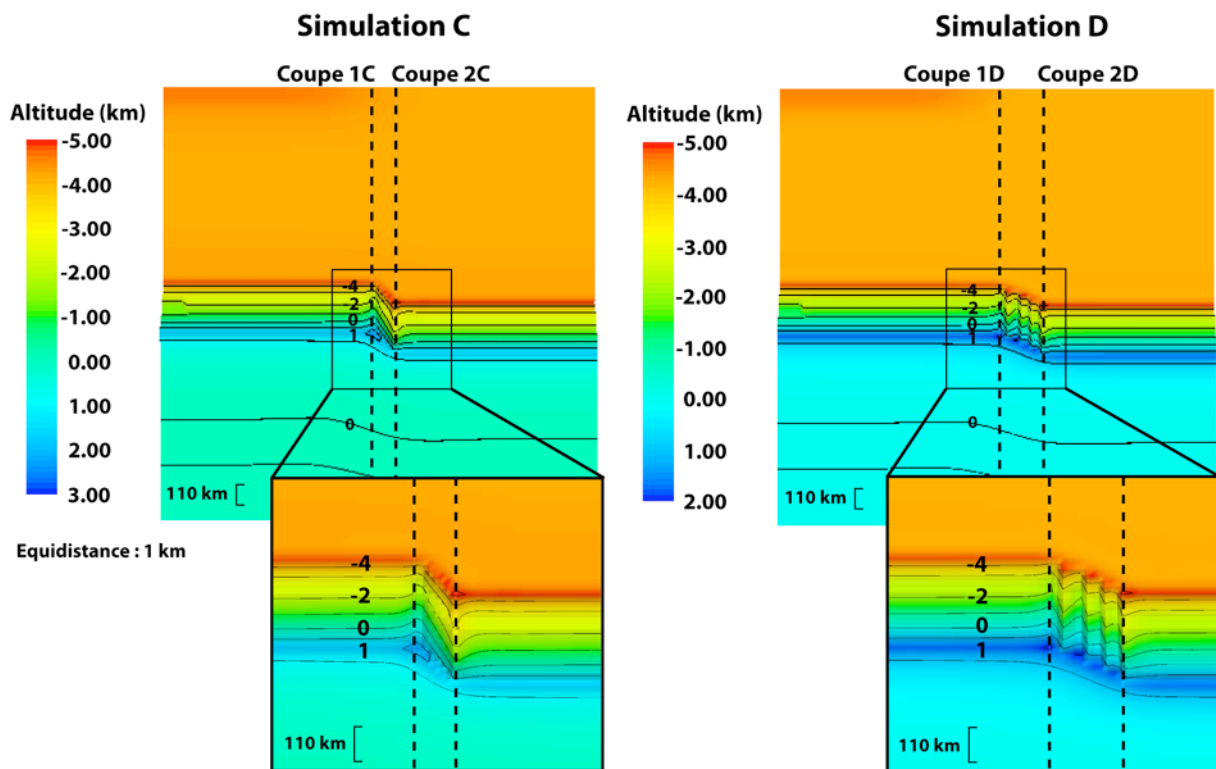 Simulation C
Coupe 1C
Coupe 2C
Altitude (km)
-5.00
-4.00
-3.00
-2.00
-1.00
0.00
1.00
2.00
3.00
-4
-2
0
1
0
110 km
Equidistance : 1 km
-4
-2
0
1
110 km
Simulation D
Coupe 1D
Coupe 2D
Altitude (km)
-5.00
-4.00
-3.00
-2.00
-1.00
0.00
1.00
2.00
-4
-2
0
1
0
110 km
-4
-2
0
1
110 km